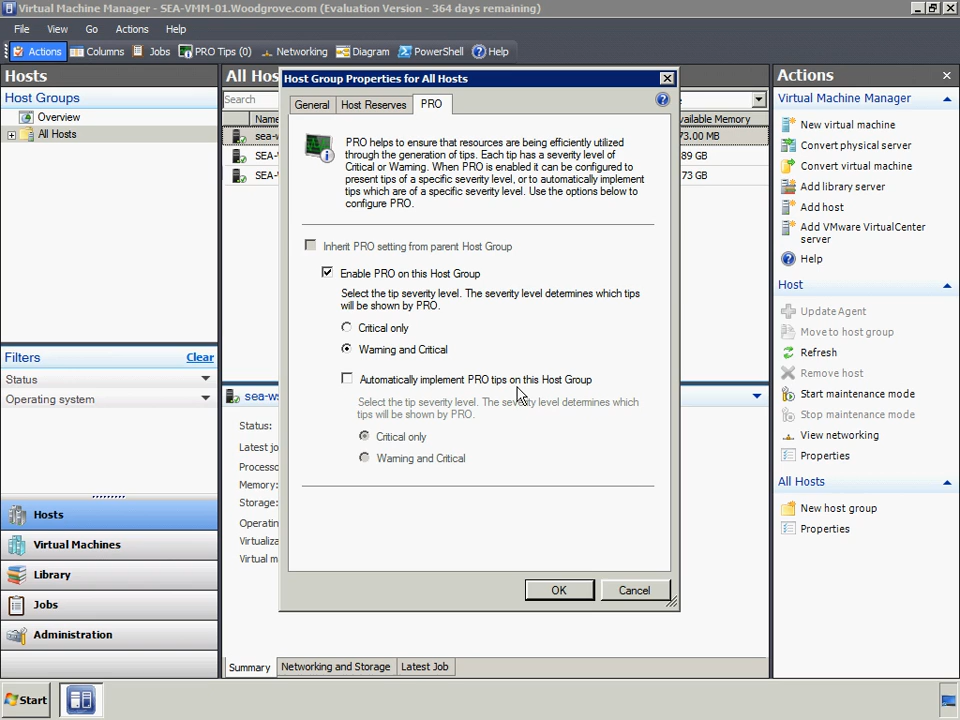 Virtual Machine Manager - SEA-VMM-01.Woodgrove.com (Evaluation Version - 364 days remaining)
File View Go Actions Help
Actions Columns Jobs PRO Tips (0) Networking Diagram PowerShell Help
Hosts
Host Groups
Overview
All Hosts
Filters
Clear
Status
Operating system
Hosts
Virtual Machines
Library
Jobs
Administration
All Hos
Search
Name
Available Memory
sea-w
73.00 MB
SEA-
89 GB
SEA-
73 GB
sea-ws
Status:
Latest jo
Processo
Memory:
Storage:
Operatin
Virtualiza
Virtual m
Summary Networking and Storage Latest Job
Host Group Properties for All Hosts
General Host Reserves PRO
PRO helps to ensure that resources are being efficiently utilized
through the generation of tips. Each tip has a severity level of
Critical or Warning. When PRO is enabled it can be configured to
present tips of a specific severity level, or to automatically implement
tips which are of a specific severity level. Use the options below to
configure PRO.
Inherit PRO setting from parent Host Group
Enable PRO on this Host Group
Select the tip severity level. The severity level determines which tips
will be shown by PRO.
Critical only
Warning and Critical
Automatically implement PRO tips on this Host Group
Select the tip severity level. The severity level determines which
tips will be shown by PRO.
Critical only
Warning and Critical
OK Cancel
Actions
Virtual Machine Manager
New virtual machine
Convert physical server
Convert virtual machine
Add library server
Add host
Add VMware VirtualCenter
server
Help
Host
Update Agent
Move to host group
Refresh
Remove host
Start maintenance mode
Stop maintenance mode
View networking
Properties
All Hosts
New host group
Properties
Start